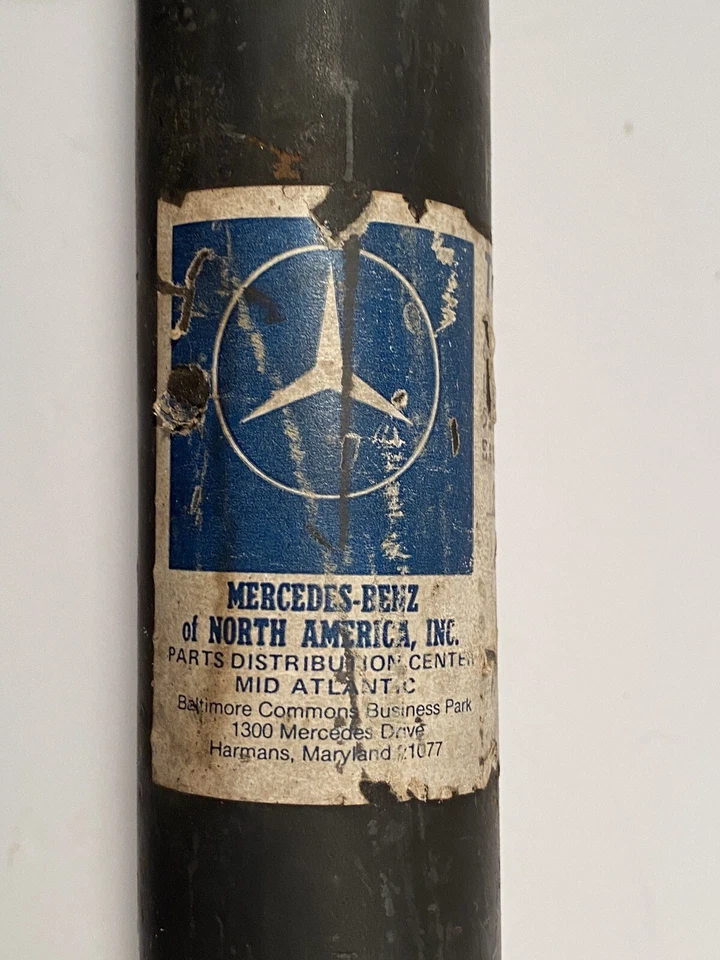 MERCEDES-BENZ
of NORTH AMERICA, INC.
PARTS DISTRIBUTION CENTER
MID ATLANTIC
Baltimore Commons Business Park
1300 Mercedes Drive
Harmans, Maryland 21077